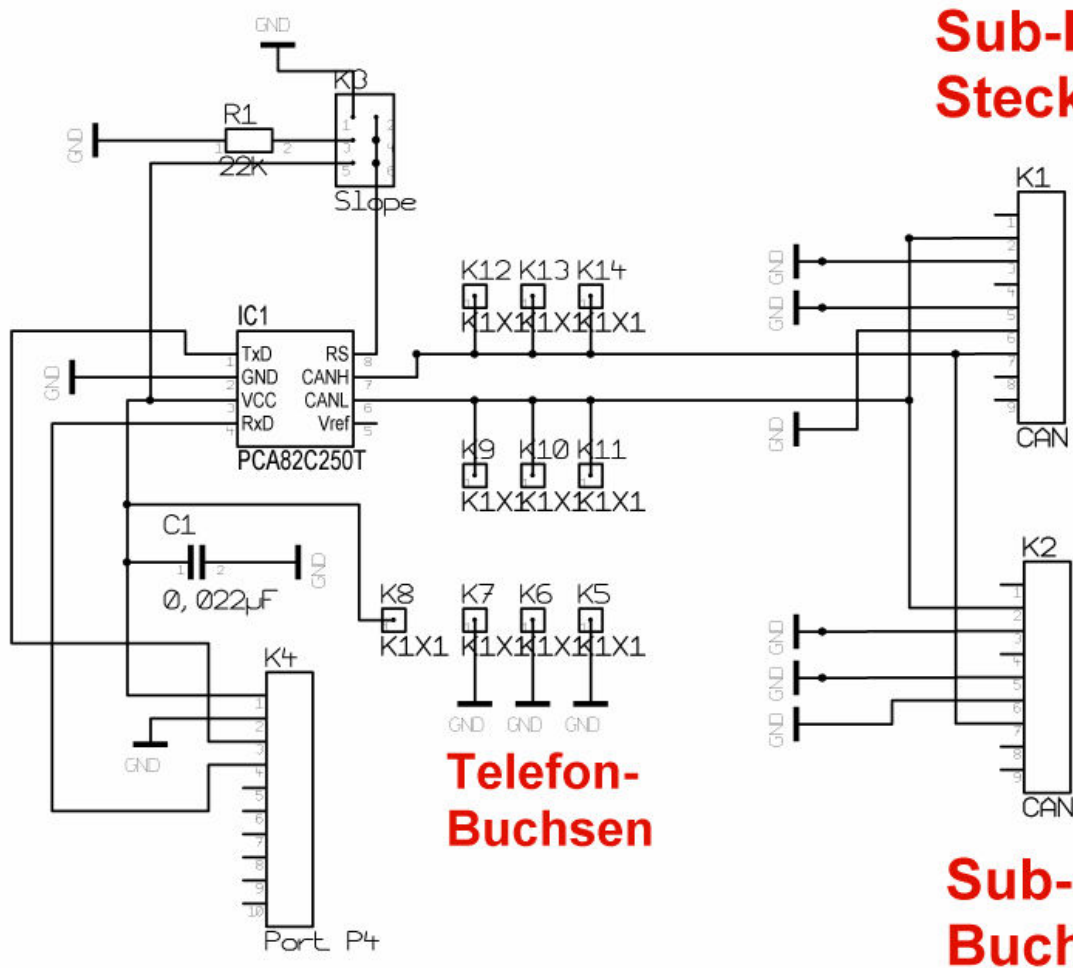 GND
Sub-
Steck
K3
R1
GND
1
2
22K
1
2
3
4
5
6
Slope
K1
K12 K13 K14
K1X1 K1X1 K1X1
GND
GND
GND
1
2
3
4
5
6
7
8
9
CAN
IC1
TxD
GND
VCC
RxD
RS
CANH
CANL
Vref
1
2
3
4
8
7
6
5
PCA82C250T
GND
K9 K10 K11
K1X1 K1X1 K1X1
C1
1
2
0,022µF
GND
K8
K1X1
K7 K6 K5
K1X1 K1X1 K1X1
GND GND GND
Telefon-
Buchsen
K2
GND
GND
GND
1
2
3
4
5
6
7
8
9
CAN
K4
GND
1
2
3
4
5
6
7
8
9
10
Port P4
Sub-
Buch